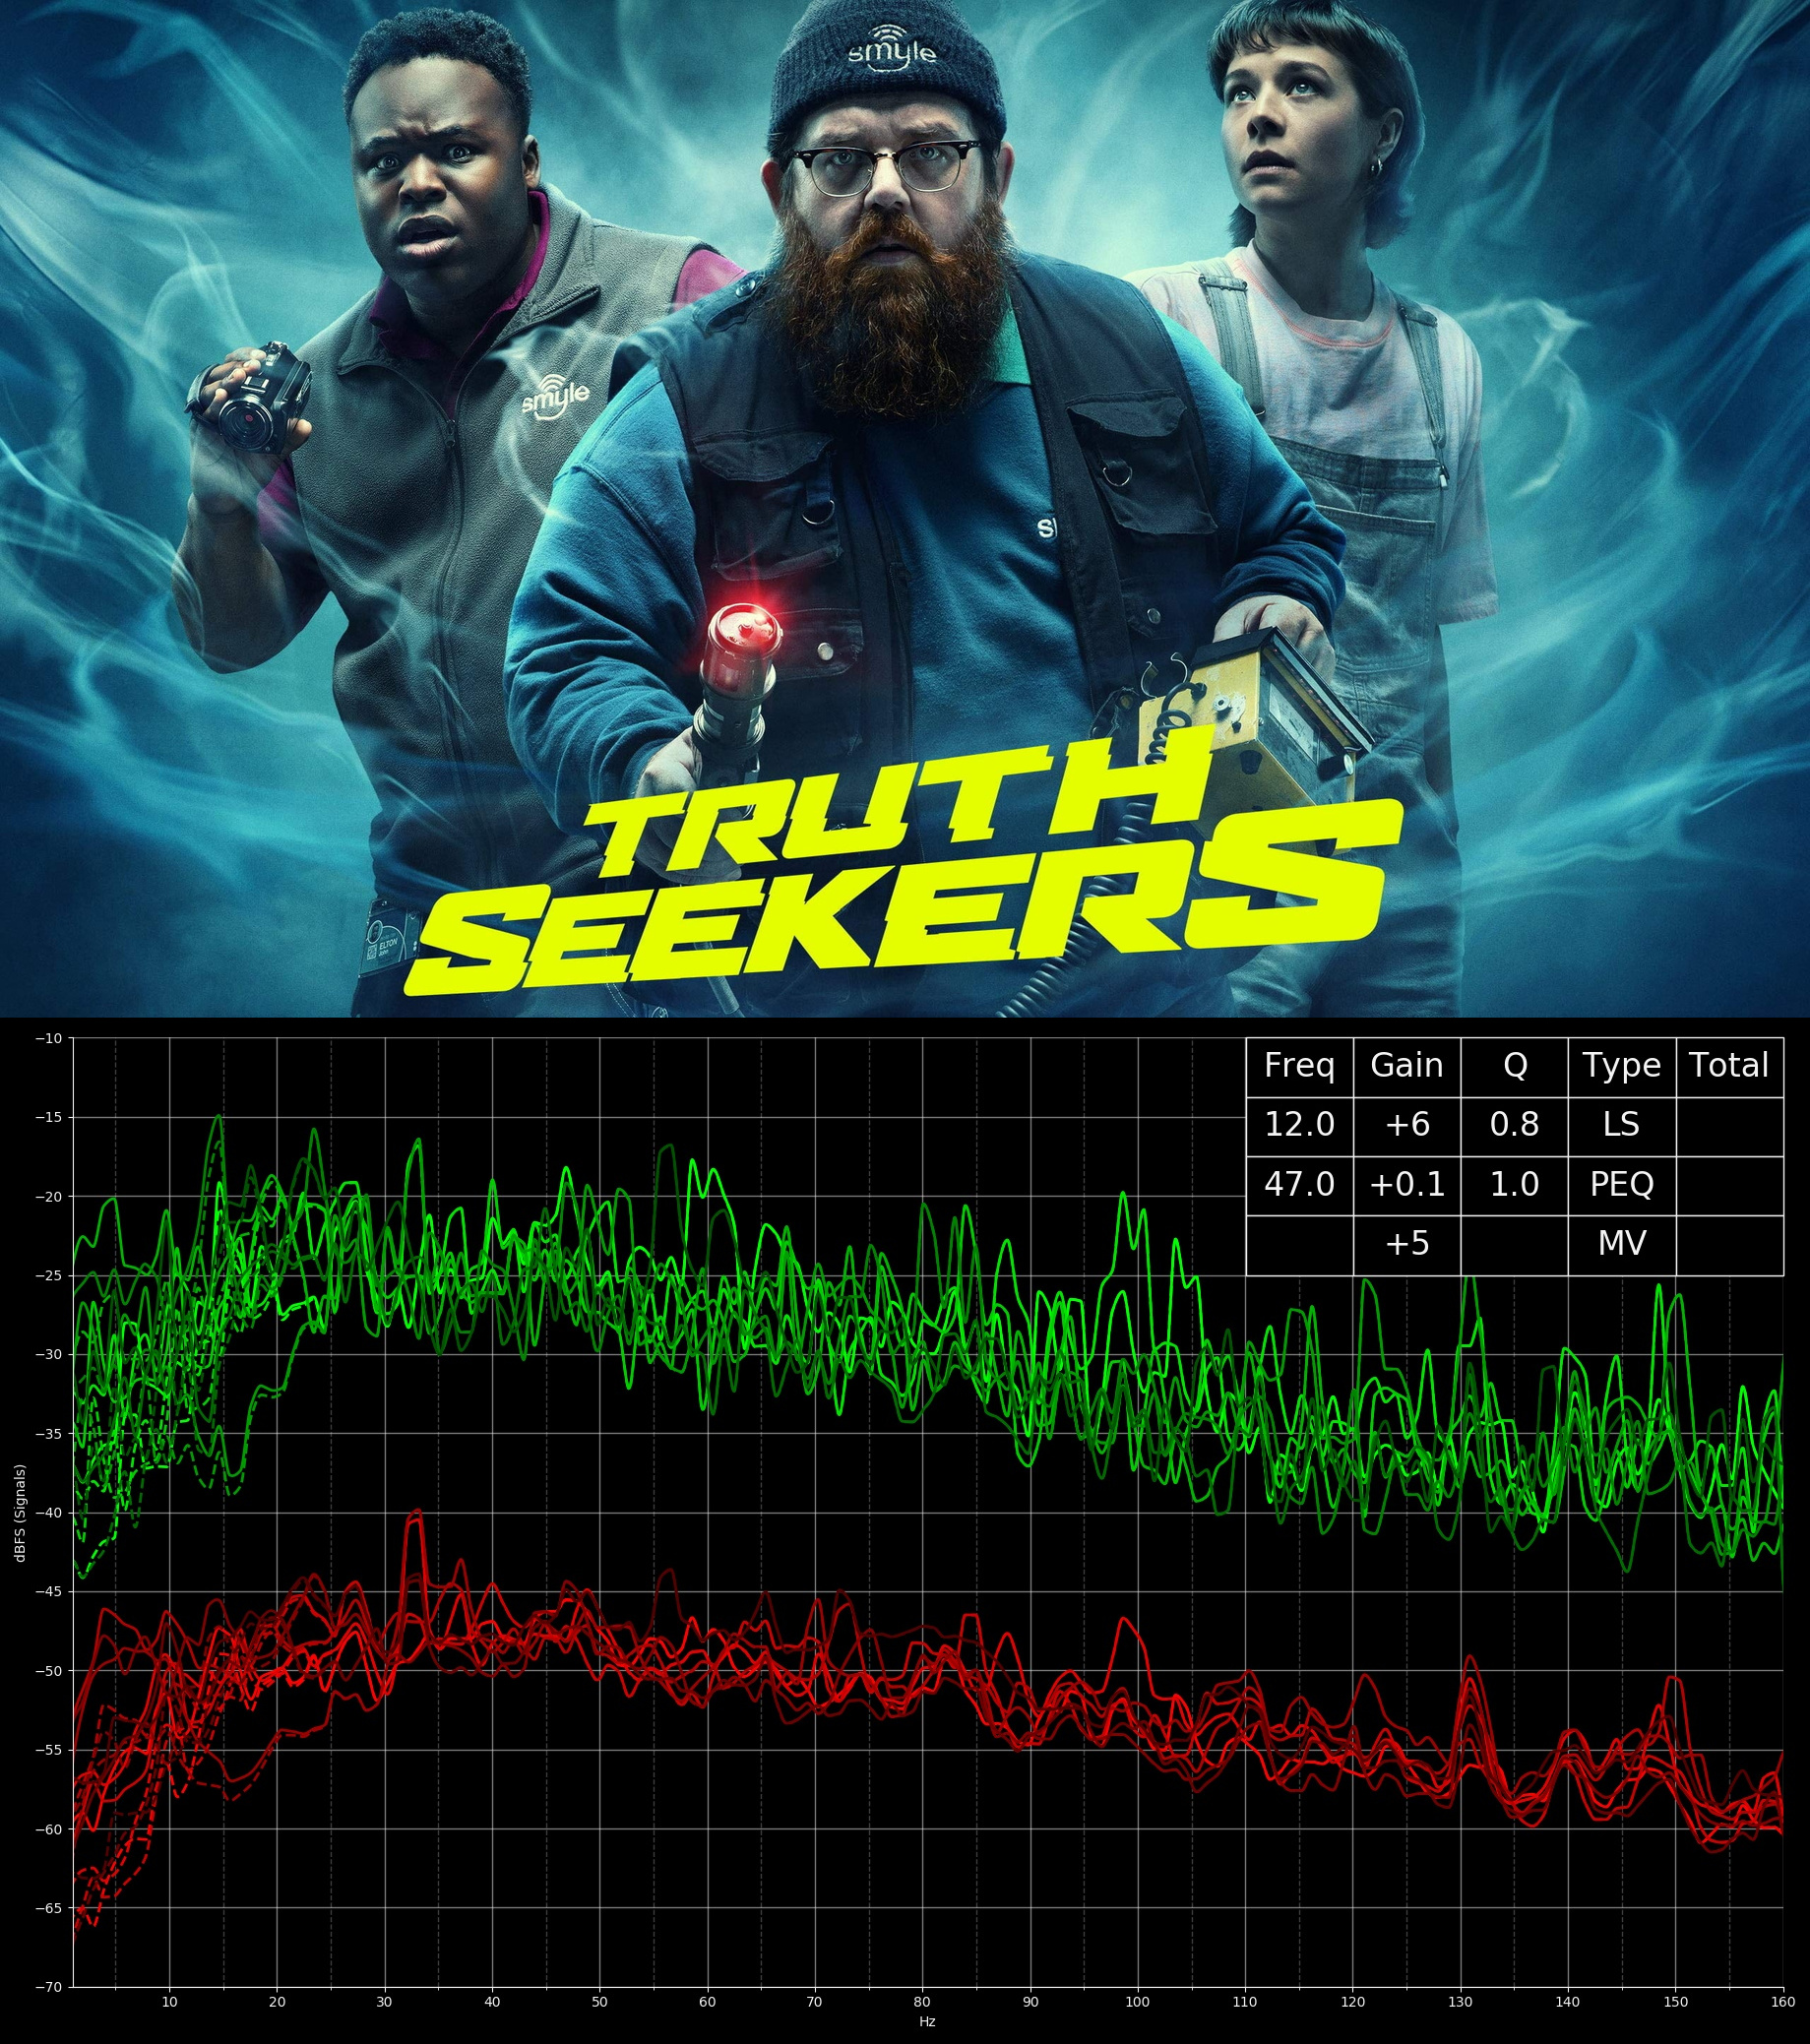 smyle
smyle
s
ELTON
TRUTH
SEEKERS
Freq Gain Q Type Total
12.0 +6 0.8 LS
47.0 +0.1 1.0 PEQ
+5 MV
−10
−15
−20
−25
−30
−35
−40
−45
−50
−55
−60
−65
−70
dBFS (Signals)
10 20 30 40 50 60 70 80 90 100 110 120 130 140 150 160
Hz